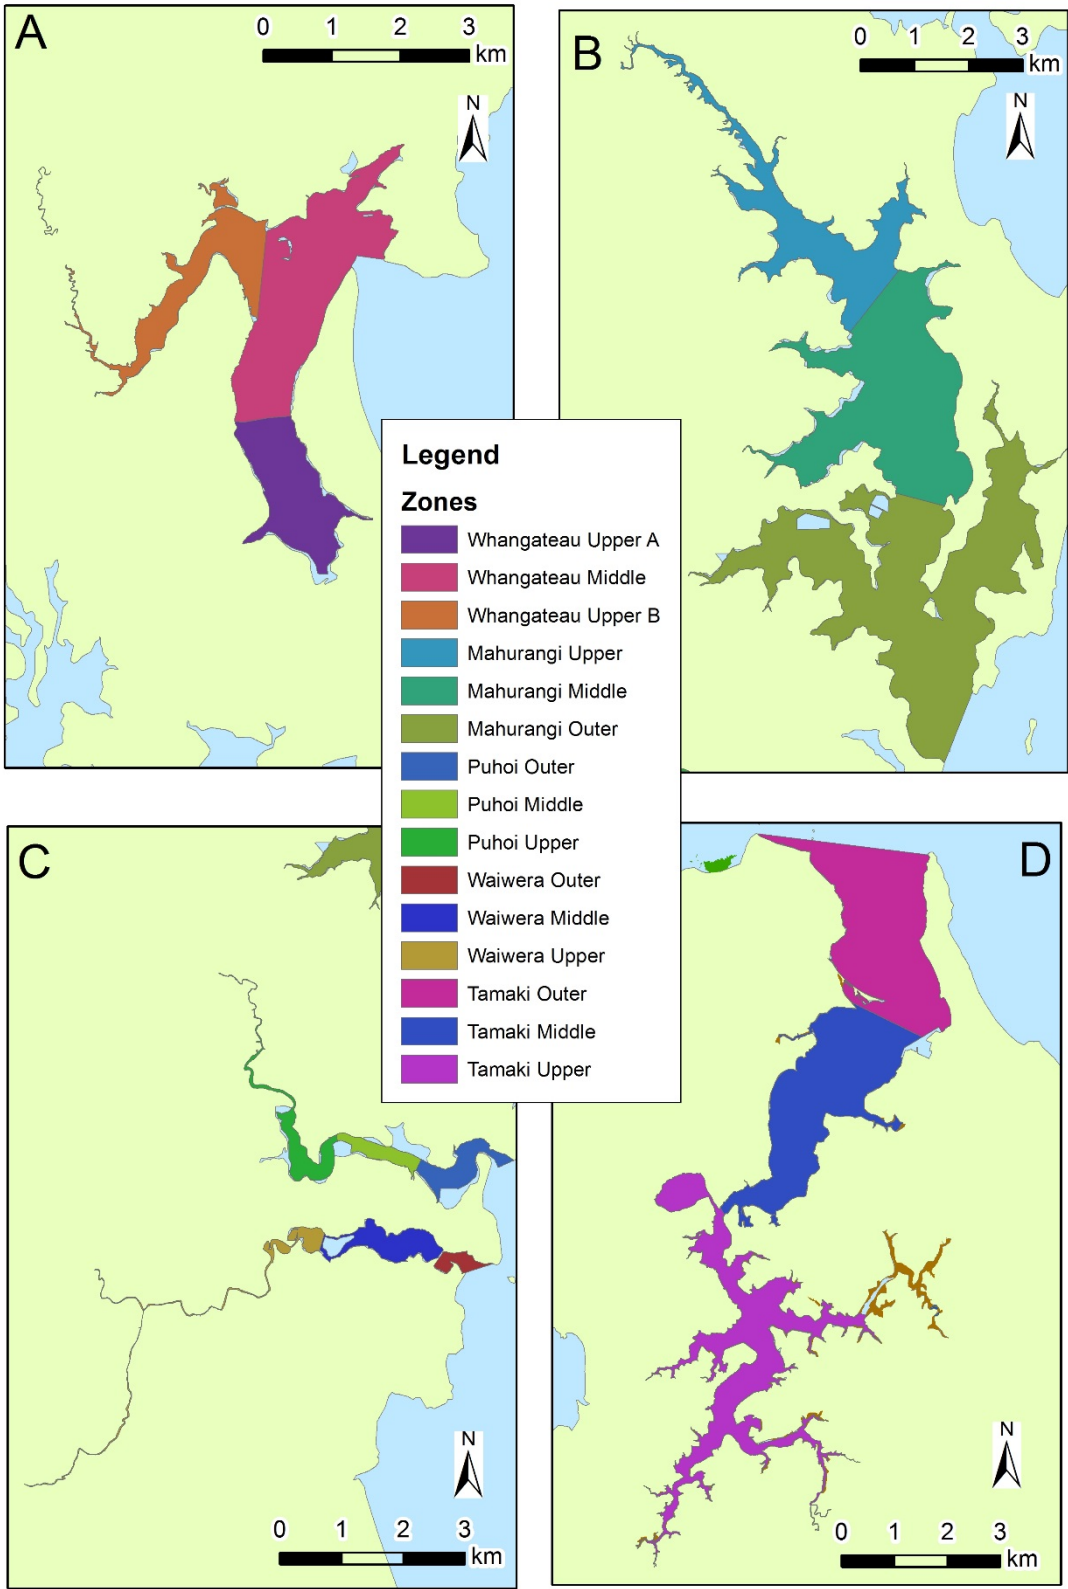 A
0 1 2 3
km
N
B
0 1 2 3
km
N
Legend
Zones
Whangateau Upper A
Whangateau Middle
Whangateau Upper B
Mahurangi Upper
Mahurangi Middle
Mahurangi Outer
Puhoi Outer
Puhoi Middle
Puhoi Upper
Waiwera Outer
Waiwera Middle
Waiwera Upper
Tamaki Outer
Tamaki Middle
Tamaki Upper
C
N
0 1 2 3
km
D
N
0 1 2 3
km